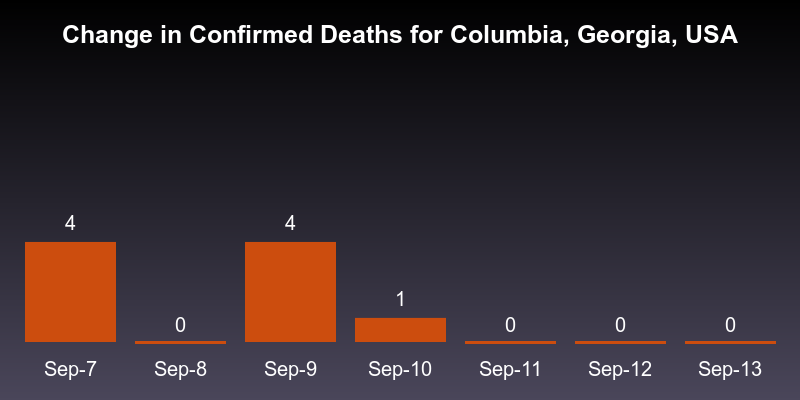 Change in Confirmed Deaths for Columbia, Georgia, USA
4
0
4
1
0
0
0
Sep-7
Sep-8
Sep-9
Sep-10
Sep-11
Sep-12
Sep-13